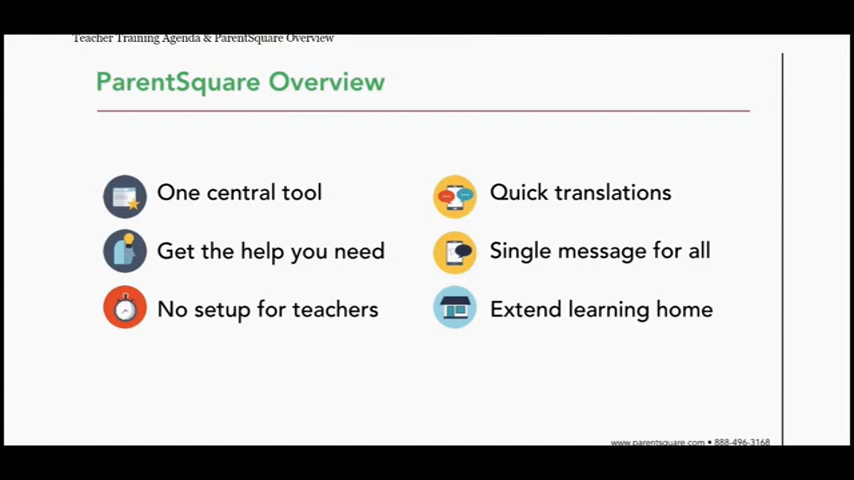 Teacher Training Agenda & ParentSquare Overview
ParentSquare Overview
One central tool
Get the help you need
No setup for teachers
Quick translations
Single message for all
Extend learning home
www.parentsquare.com • 888-496-3168